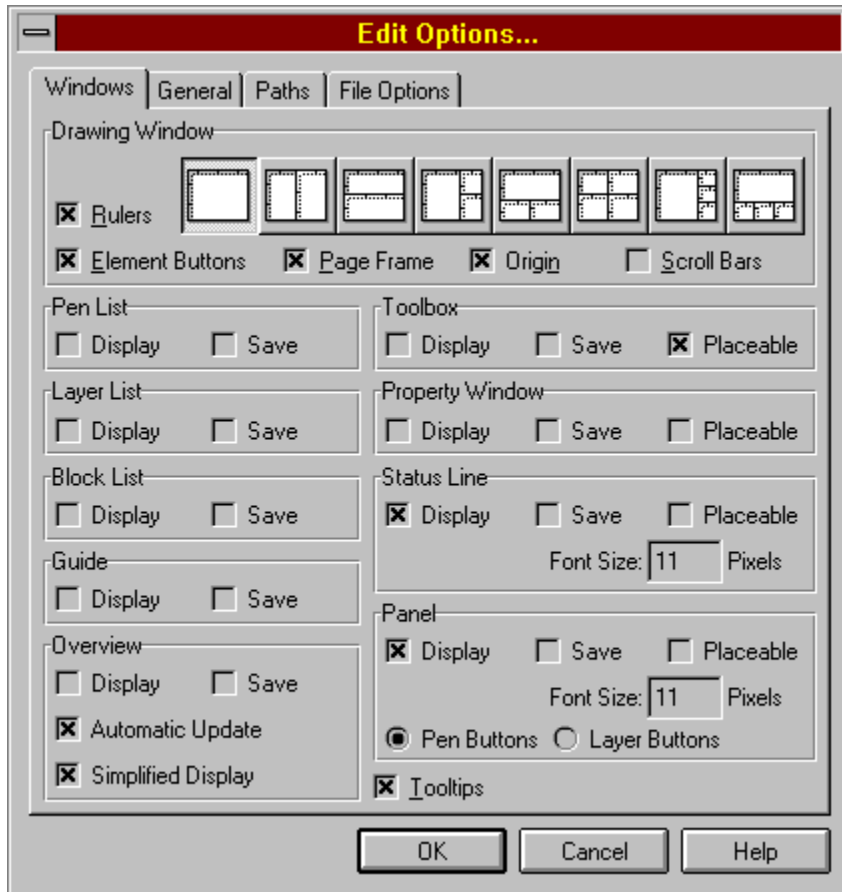 Edit Options...
Windows General Paths File Options
Drawing Window
Rulers
Element Buttons Page Frame Origin Scroll Bars
Pen List
Display Save
Layer List
Display Save
Block List
Display Save
Guide
Display Save
Overview
Display Save
Automatic Update
Simplified Display
Toolbox
Display Save Placeable
Property Window
Display Save Placeable
Status Line
Display Save Placeable
Font Size: 11 Pixels
Panel
Display Save Placeable
Font Size: 11 Pixels
Pen Buttons Layer Buttons
Tooltips
OK Cancel Help